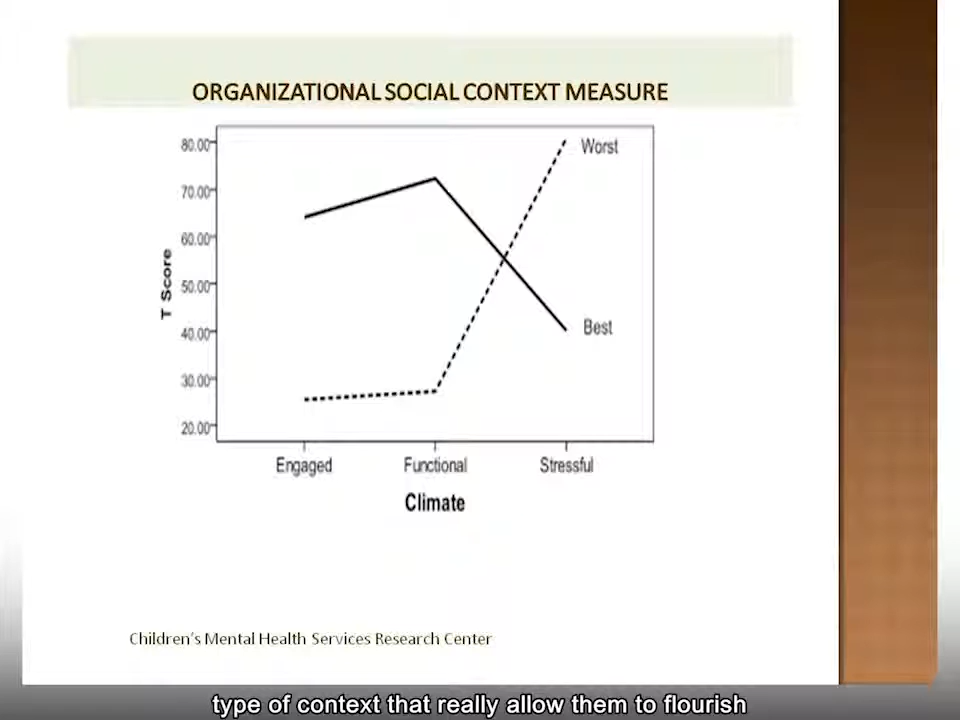 ORGANIZATIONAL SOCIAL CONTEXT MEASURE
80.00
Worst
70.00
60.00
50.00
T Score
40.00
Best
30.00
20.00
Engaged Functional Stressful
Climate
Children's Mental Health Services Research Center
type of context that really allow them to flourish